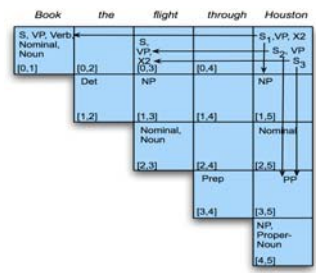 Book the flight through Houston
S, VP, Verb, Nominal, Noun
[0,1]
[0,2]
S, VP, X2
[0,3]
[0,4]
S1, VP, X2
S2, VP
S3
Det
[1,2]
NP
[1,3]
[1,4]
NP
[1,5]
Nominal, Noun
[2,3]
[2,4]
Nominal
[2,5]
Prep
[3,4]
PP
[3,5]
NP, Proper-Noun
[4,5]